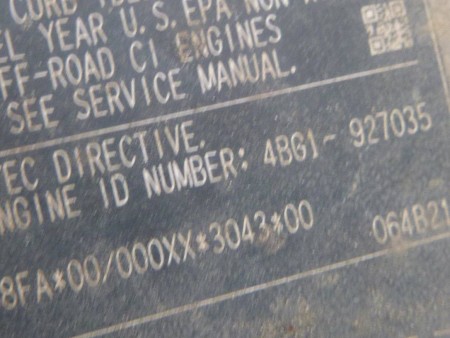 EL YEAR U.S. EPA NON-
FF-ROAD CI ENGINES
SEE SERVICE MANUAL.
EC DIRECTIVE.
NGINE ID NUMBER: 4BG1- 927035
8FA*00/000XX*3043*00 064B21